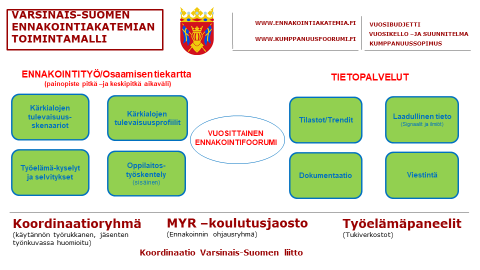 VARSINAIS-SUOMEN
ENNAKOINTIAKATEMIAN
TOIMINTAMALLI
WWW.ENNAKOINTIAKATEMIA.FI
WWW.KUMPPANUUSFOORUMI.FI
VUOSIBUDJETTI
VUOSIKELLO –JA SUUNNITELMA
KUMPPANUUSSOPIMUS
ENNAKOINTITYÖ/Osaamisen tiekartta
(painopiste pitkä –ja keskipitkä aikaväli)
TIETOPALVELUT
Kärkialojen
tulevaisuus-
skenaariot
Kärkialojen
tulevaisuusprofiilit
Työelämä-kyselyt
ja selvitykset
Oppilaitos-
työskentely
(sisäinen)
VUOSITTAINEN
ENNAKOINTIFOORUMI
Tilastot/Trendit
Laadullinen tieto
(Signaalit ja ilmiöt)
Dokumentaatio
Viestintä
Koordinaatioryhmä
(käytännön työrukkanen, jäsenten
työnkuvassa huomioitu)
MYR –koulutusjaosto
(Ennakoinnin ohjausryhmä)
Työelämäpaneelit
(Tukiverkostot)
Koordinaatio Varsinais-Suomen liitto